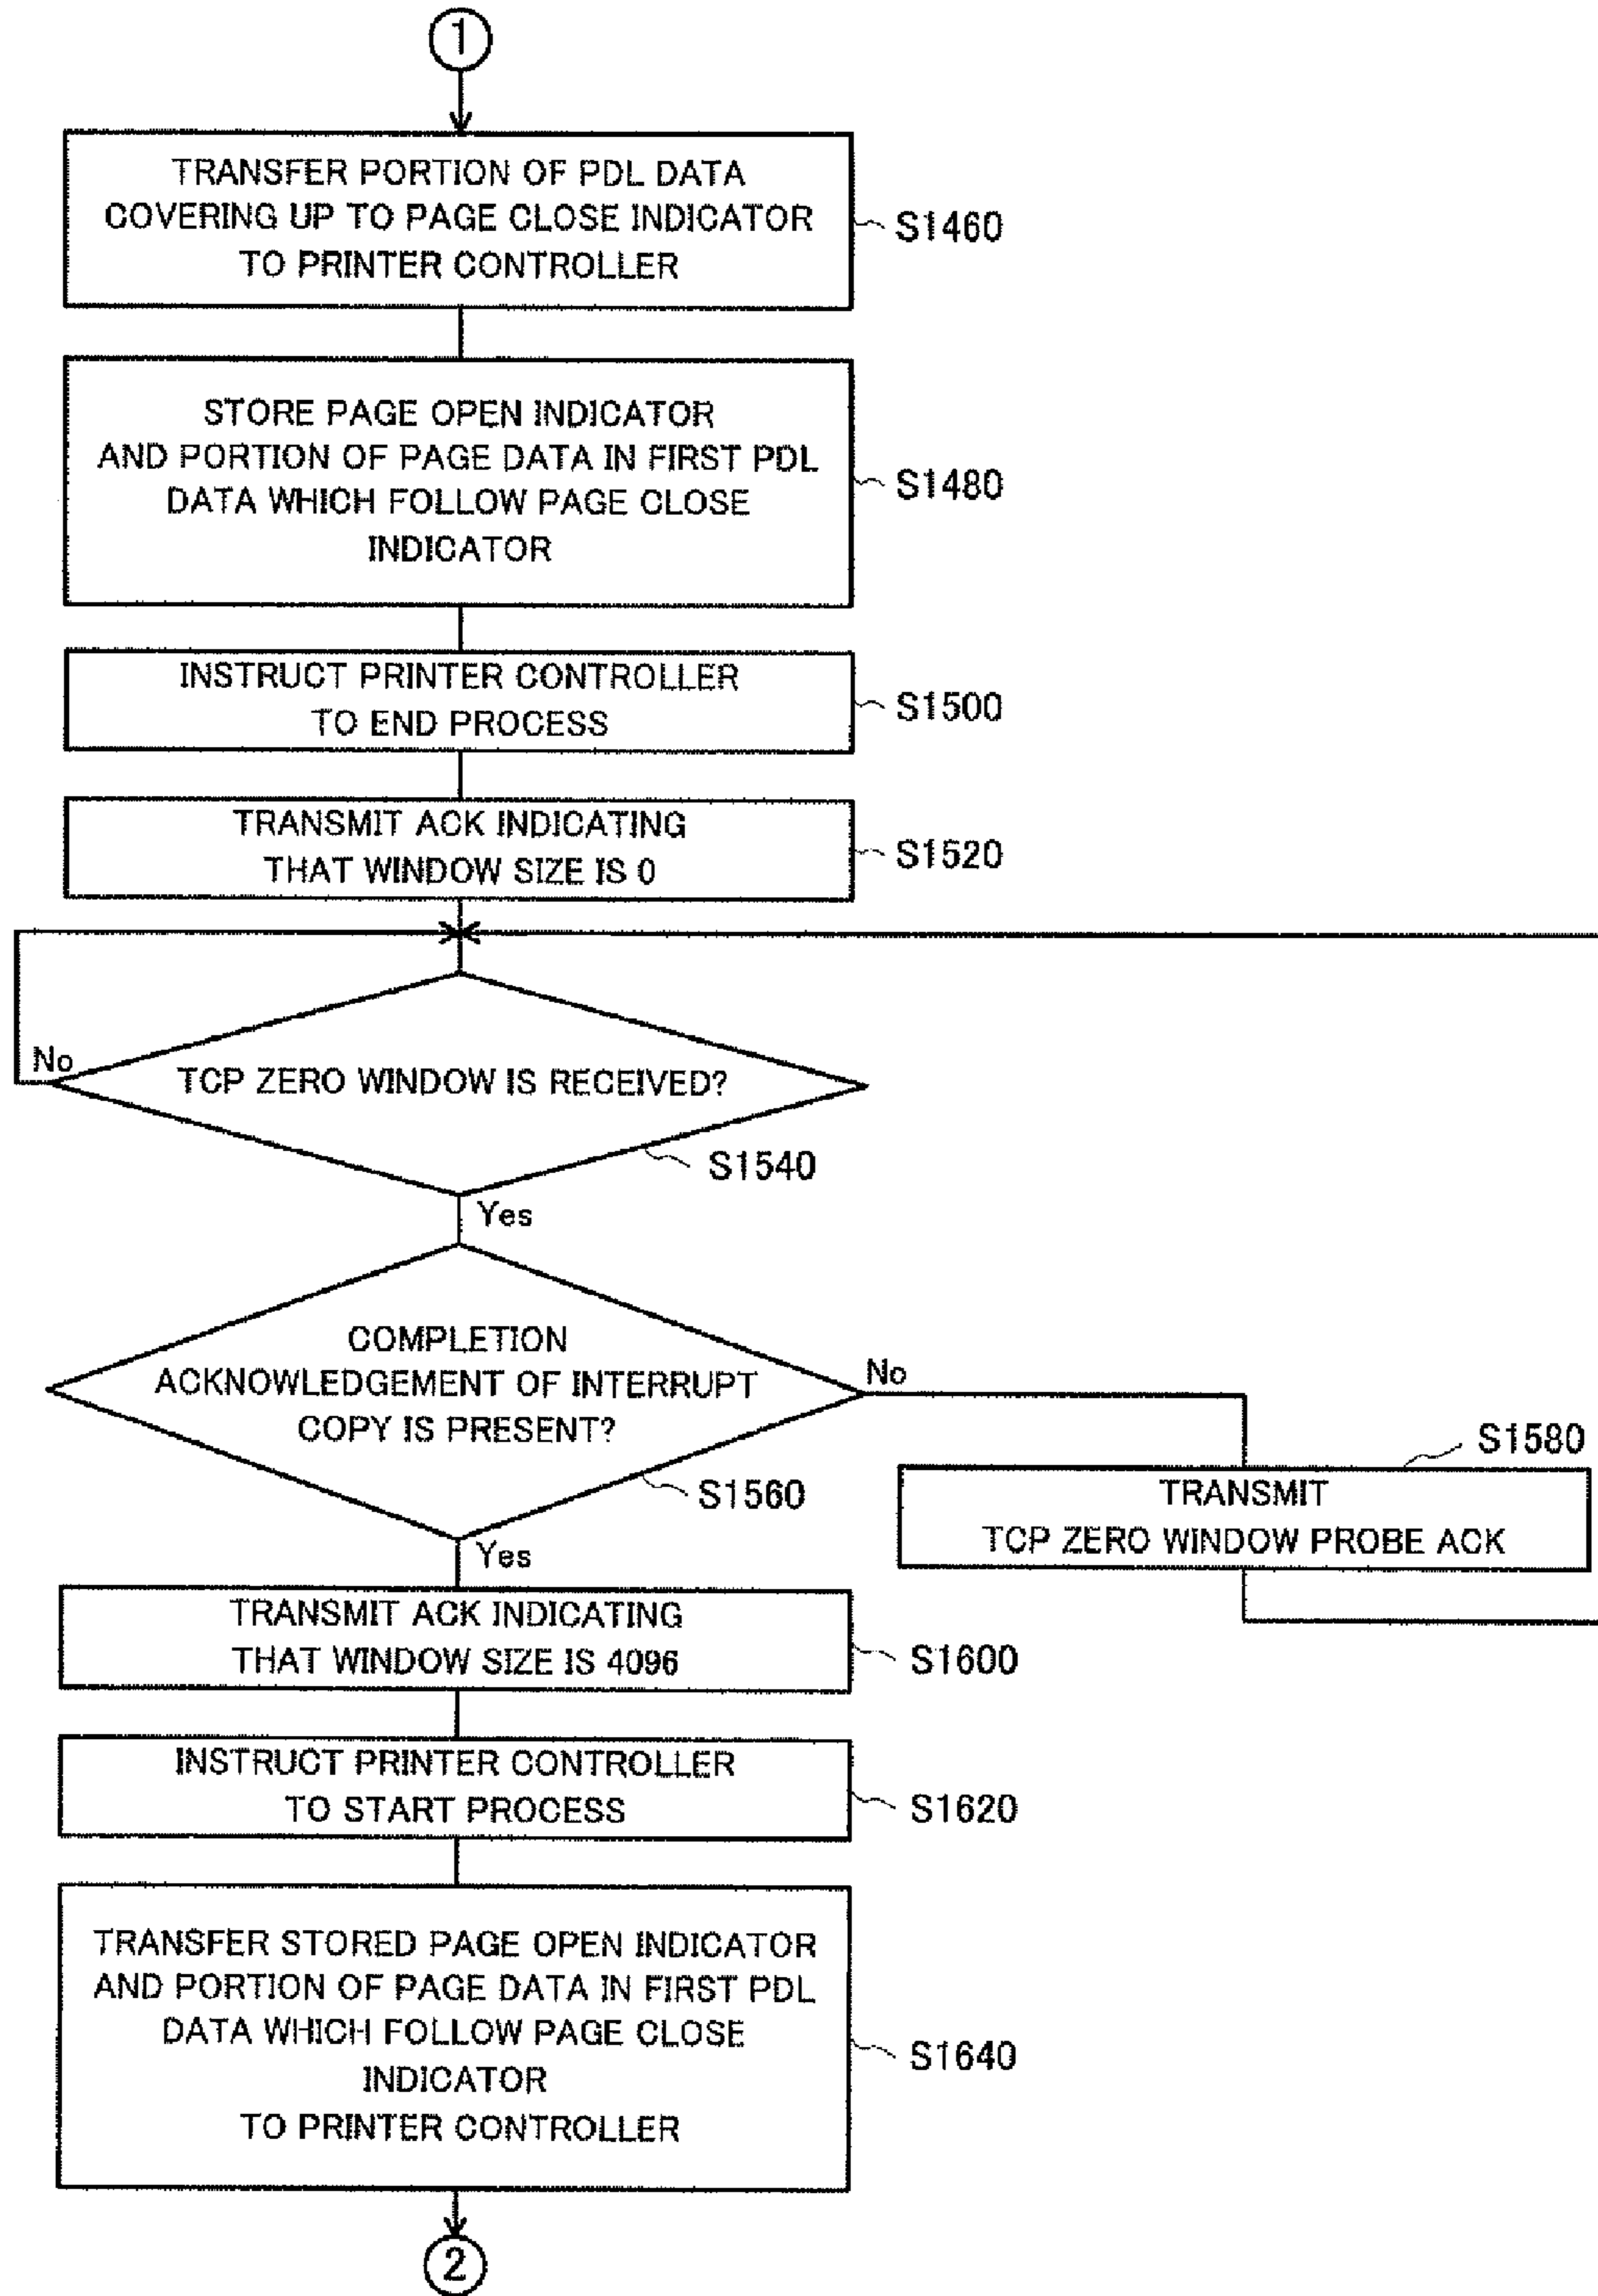 1
TRANSFER PORTION OF PDL DATA
COVERING UP TO PAGE CLOSE INDICATOR
TO PRINTER CONTROLLER
S1460
STORE PAGE OPEN INDICATOR
AND PORTION OF PAGE DATA IN FIRST PDL
DATA WHICH FOLLOW PAGE CLOSE
INDICATOR
S1480
INSTRUCT PRINTER CONTROLLER
TO END PROCESS
S1500
TRANSMIT ACK INDICATING
THAT WINDOW SIZE IS 0
S1520
No
TCP ZERO WINDOW IS RECEIVED?
S1540
Yes
COMPLETION
ACKNOWLEDGEMENT OF INTERRUPT
COPY IS PRESENT?
No
S1560
S1580
TRANSMIT
TCP ZERO WINDOW PROBE ACK
Yes
TRANSMIT ACK INDICATING
THAT WINDOW SIZE IS 4096
S1600
INSTRUCT PRINTER CONTROLLER
TO START PROCESS
S1620
TRANSFER STORED PAGE OPEN INDICATOR
AND PORTION OF PAGE DATA IN FIRST PDL
DATA WHICH FOLLOW PAGE CLOSE
INDICATOR
TO PRINTER CONTROLLER
S1640
2